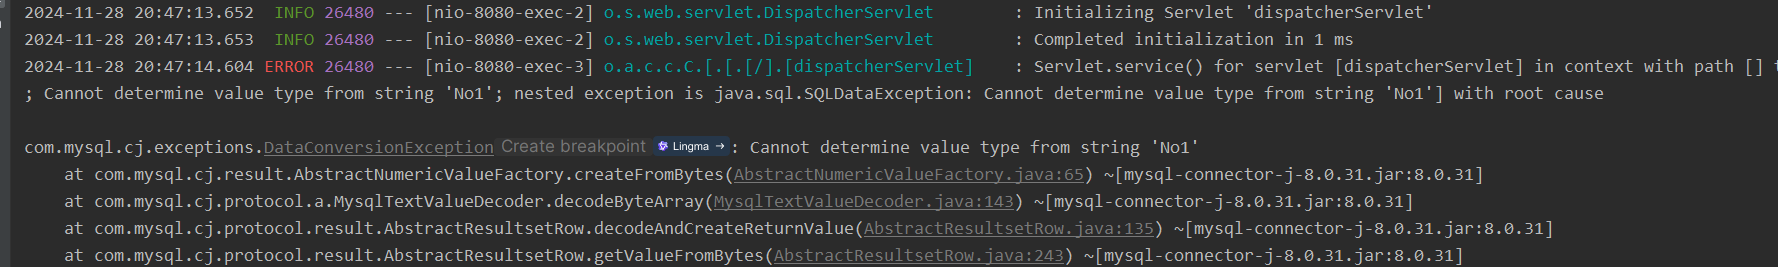 2024-11-28 20:47:13.652  INFO 26480 --- [nio-8080-exec-2] o.s.web.servlet.DispatcherServlet        : Initializing Servlet 'dispatcherServlet'
2024-11-28 20:47:13.653  INFO 26480 --- [nio-8080-exec-2] o.s.web.servlet.DispatcherServlet        : Completed initialization in 1 ms
2024-11-28 20:47:14.604 ERROR 26480 --- [nio-8080-exec-3] o.a.c.c.C.[.[.[/].[dispatcherServlet]    : Servlet.service() for servlet [dispatcherServlet] in context with path []
; Cannot determine value type from string 'No1'; nested exception is java.sql.SQLDataException: Cannot determine value type from string 'No1'] with root cause
com.mysql.cj.exceptions.DataConversionException Create breakpoint Lingma → : Cannot determine value type from string 'No1'
at com.mysql.cj.result.AbstractNumericValueFactory.createFromBytes(AbstractNumericValueFactory.java:65) ~[mysql-connector-j-8.0.31.jar:8.0.31]
at com.mysql.cj.protocol.a.MysqlTextValueDecoder.decodeByteArray(MysqlTextValueDecoder.java:143) ~[mysql-connector-j-8.0.31.jar:8.0.31]
at com.mysql.cj.protocol.result.AbstractResultsetRow.decodeAndCreateReturnValue(AbstractResultsetRow.java:135) ~[mysql-connector-j-8.0.31.jar:8.0.31]
at com.mysql.cj.protocol.result.AbstractResultsetRow.getValueFromBytes(AbstractResultsetRow.java:243) ~[mysql-connector-j-8.0.31.jar:8.0.31]